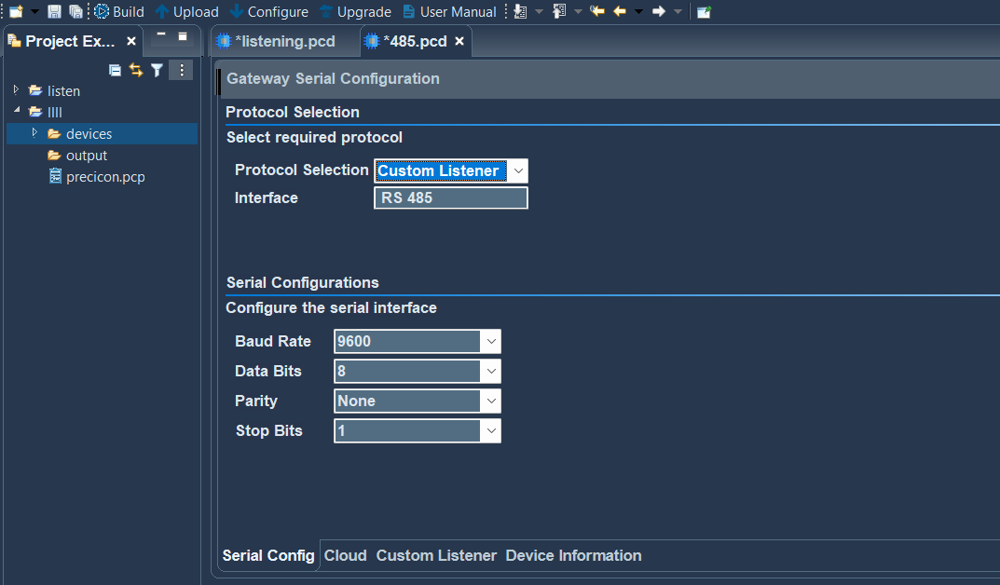 Build Upload Configure Upgrade User Manual
Project Ex...
*listening.pcd *485.pcd
listen
llll
devices
output
precicon.pcp
Gateway Serial Configuration
Protocol Selection
Select required protocol
Protocol Selection Custom Listener
Interface RS 485
Serial Configurations
Configure the serial interface
Baud Rate 9600
Data Bits 8
Parity None
Stop Bits 1
Serial Config Cloud Custom Listener Device Information